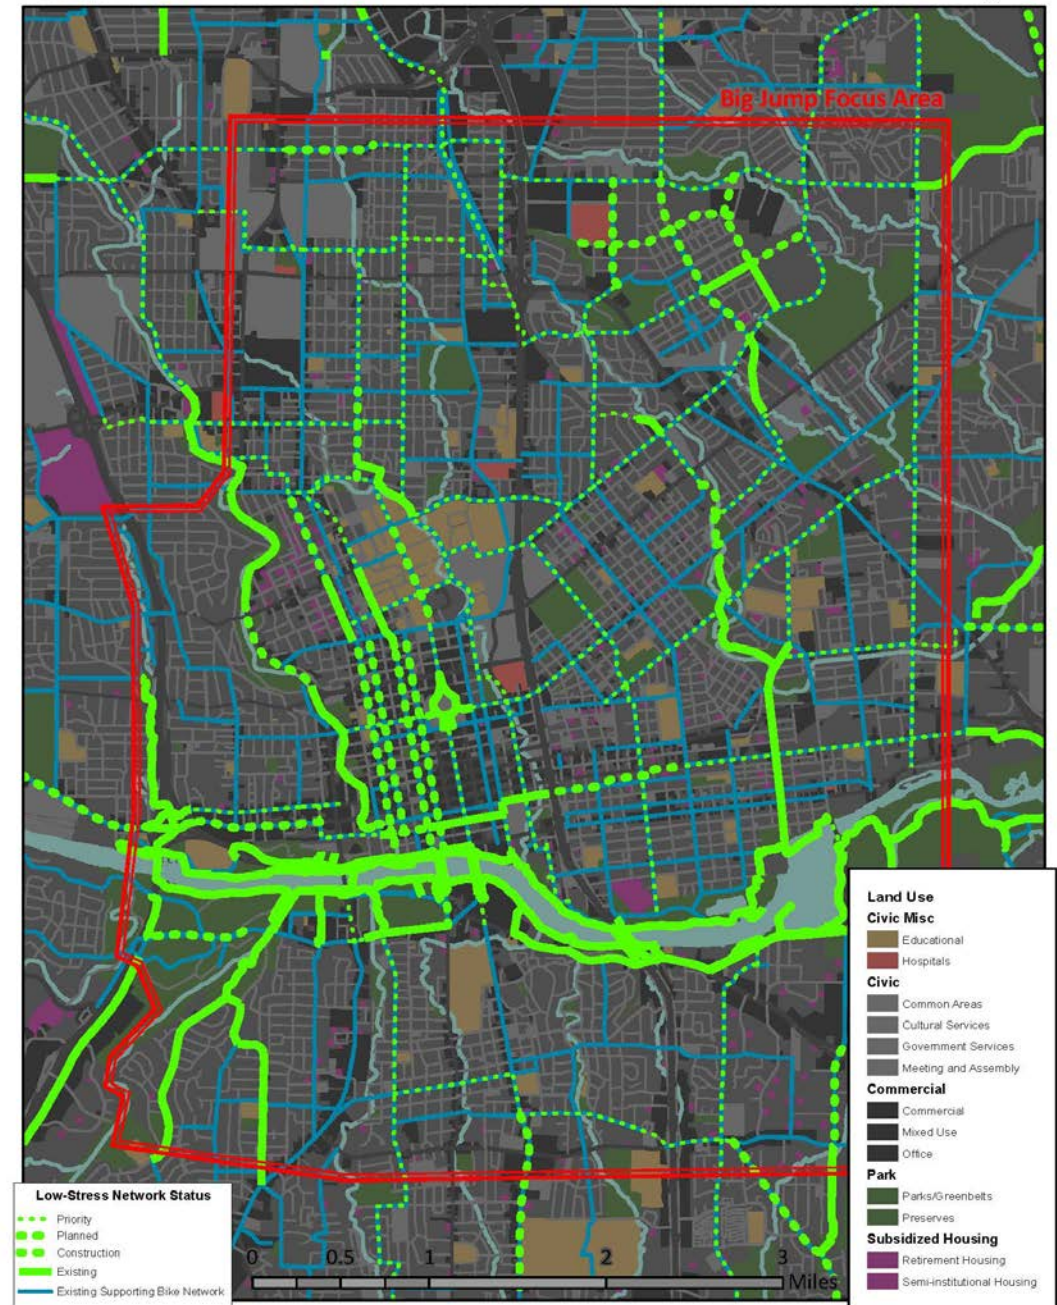 Big Jump Focus Area
Land Use
Civic Misc
Educational
Hospitals
Civic
Common Areas
Cultural Services
Government Services
Meeting and Assembly
Commercial
Commercial
Mixed Use
Office
Park
Parks/Greenbelts
Preserves
Subsidized Housing
Retirement Housing
Semi-institutional Housing
Low-Stress Network Status
Priority
Planned
Construction
Existing
Existing Supporting Bike Network
0 0.5 1 2 3
Miles